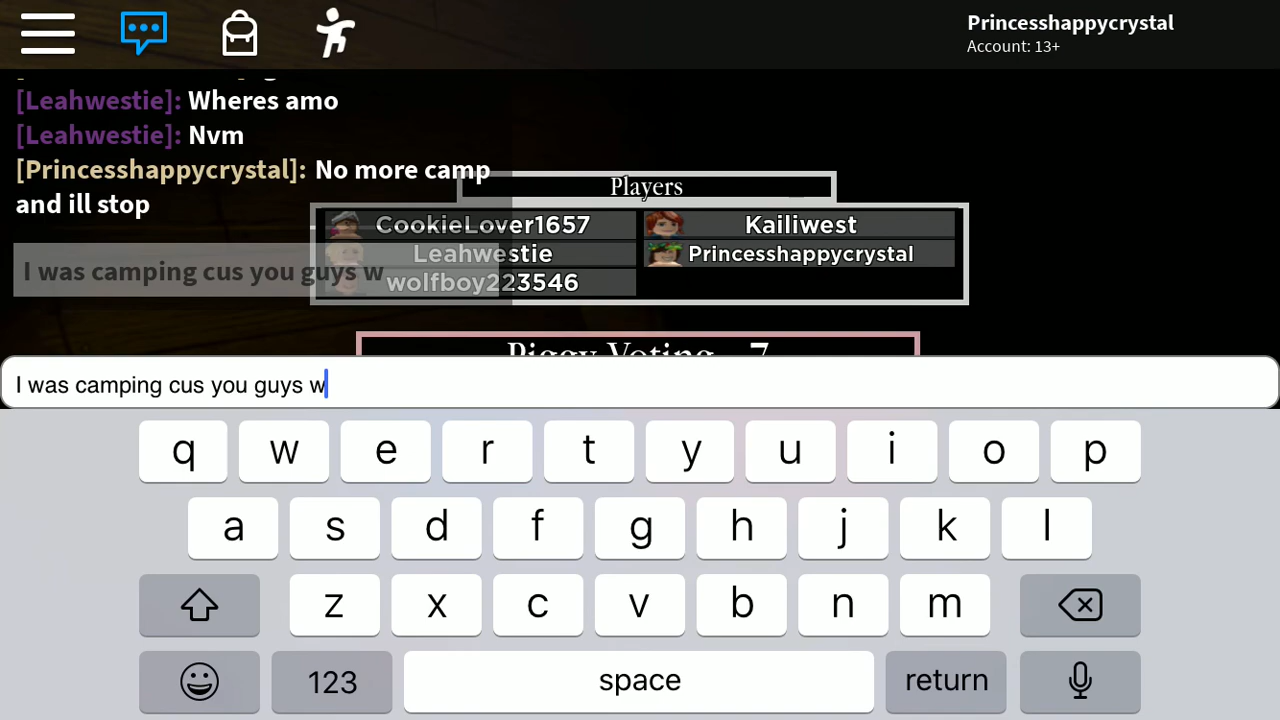 Princesshappycrystal
Account: 13+
[Leahwestie]: Wheres amo
[Leahwestie]: Nvm
[Princesshappycrystal]: No more camp
and ill stop
Players
CookieLover1657 Kailiwest
Leahwestie Princesshappycrystal
wolfboy223546
I was camping cus you guys w
Piggy Voting - 7
I was camping cus you guys w
q w e r t y u i o p
a s d f g h j k l
z x c v b n m
123 space return